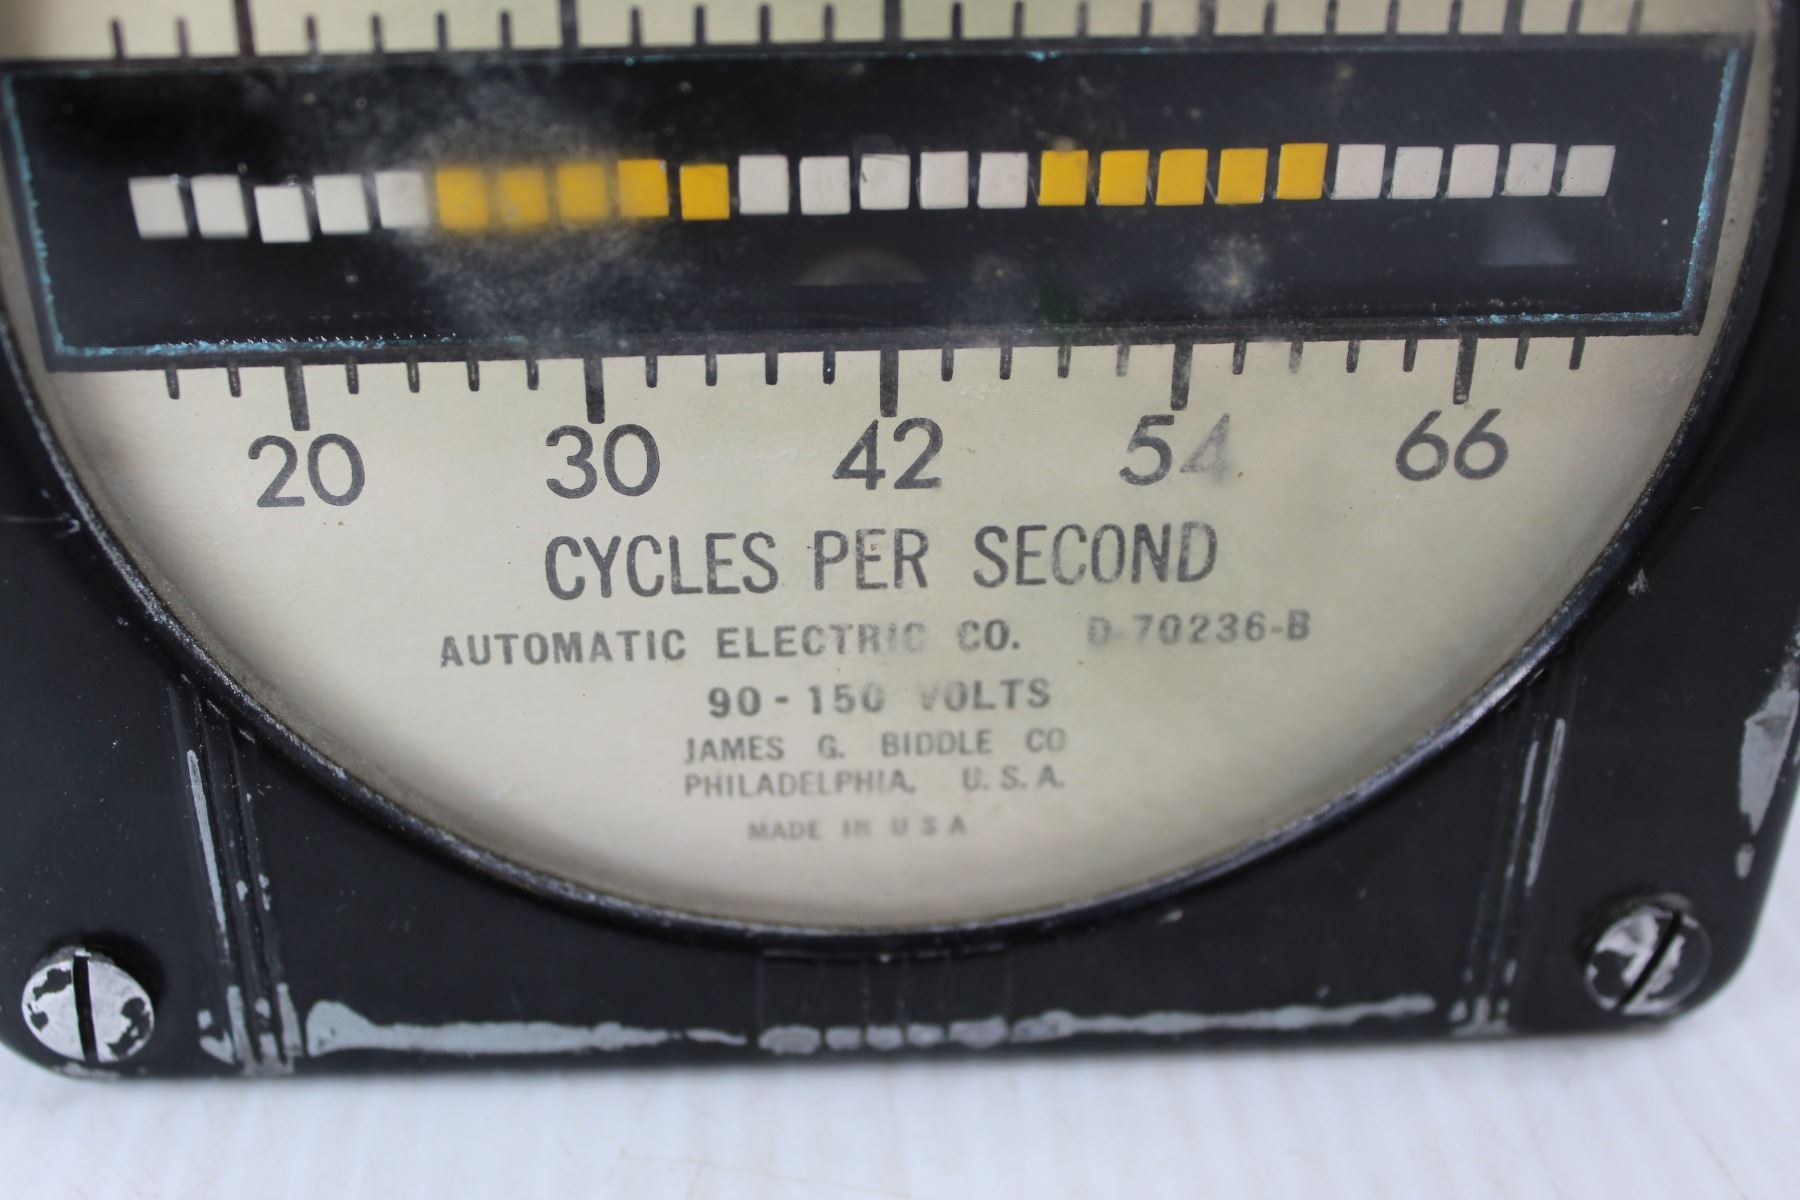 20 30 42 54 66
CYCLES PER SECOND
AUTOMATIC ELECTRIC CO. D-70236-B
90-150 VOLTS
JAMES G. BIDDLE CO
PHILADELPHIA, U.S.A.
MADE IN U S A